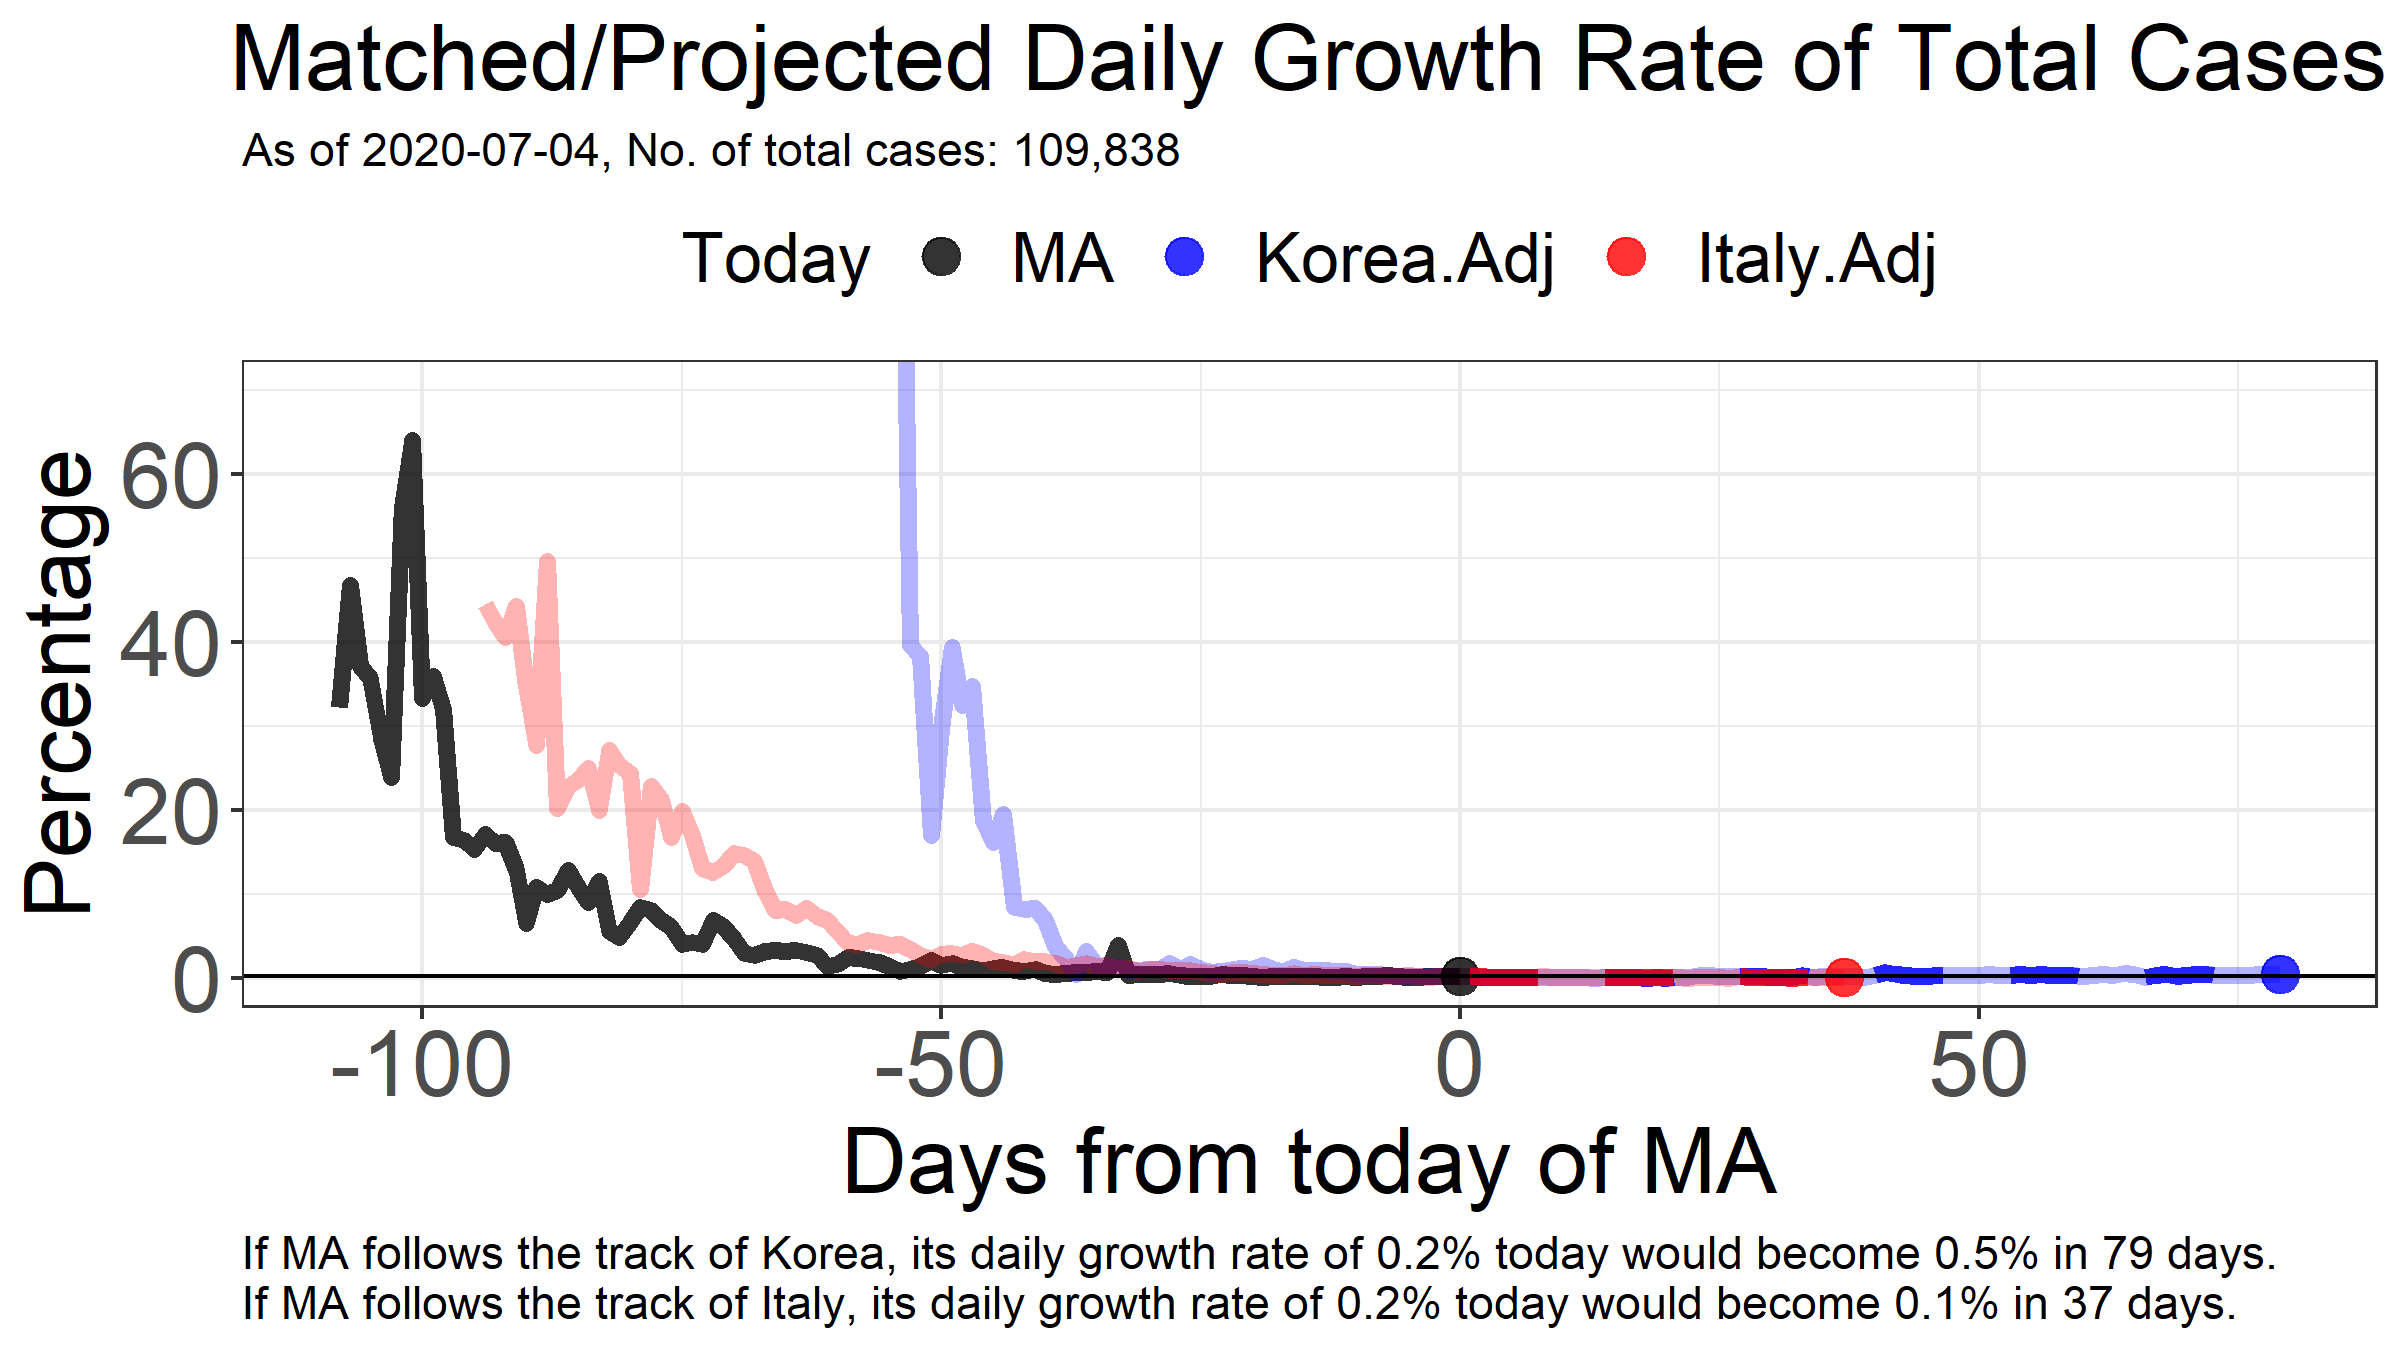 Matched/Projected Daily Growth Rate of Total Cases
As of 2020-07-04, No. of total cases: 109,838
Today MA Korea.Adj Italy.Adj
Percentage
60
40
20
0
-100 -50 0 50
Days from today of MA
If MA follows the track of Korea, its daily growth rate of 0.2% today would become 0.5% in 79 days.
If MA follows the track of Italy, its daily growth rate of 0.2% today would become 0.1% in 37 days.